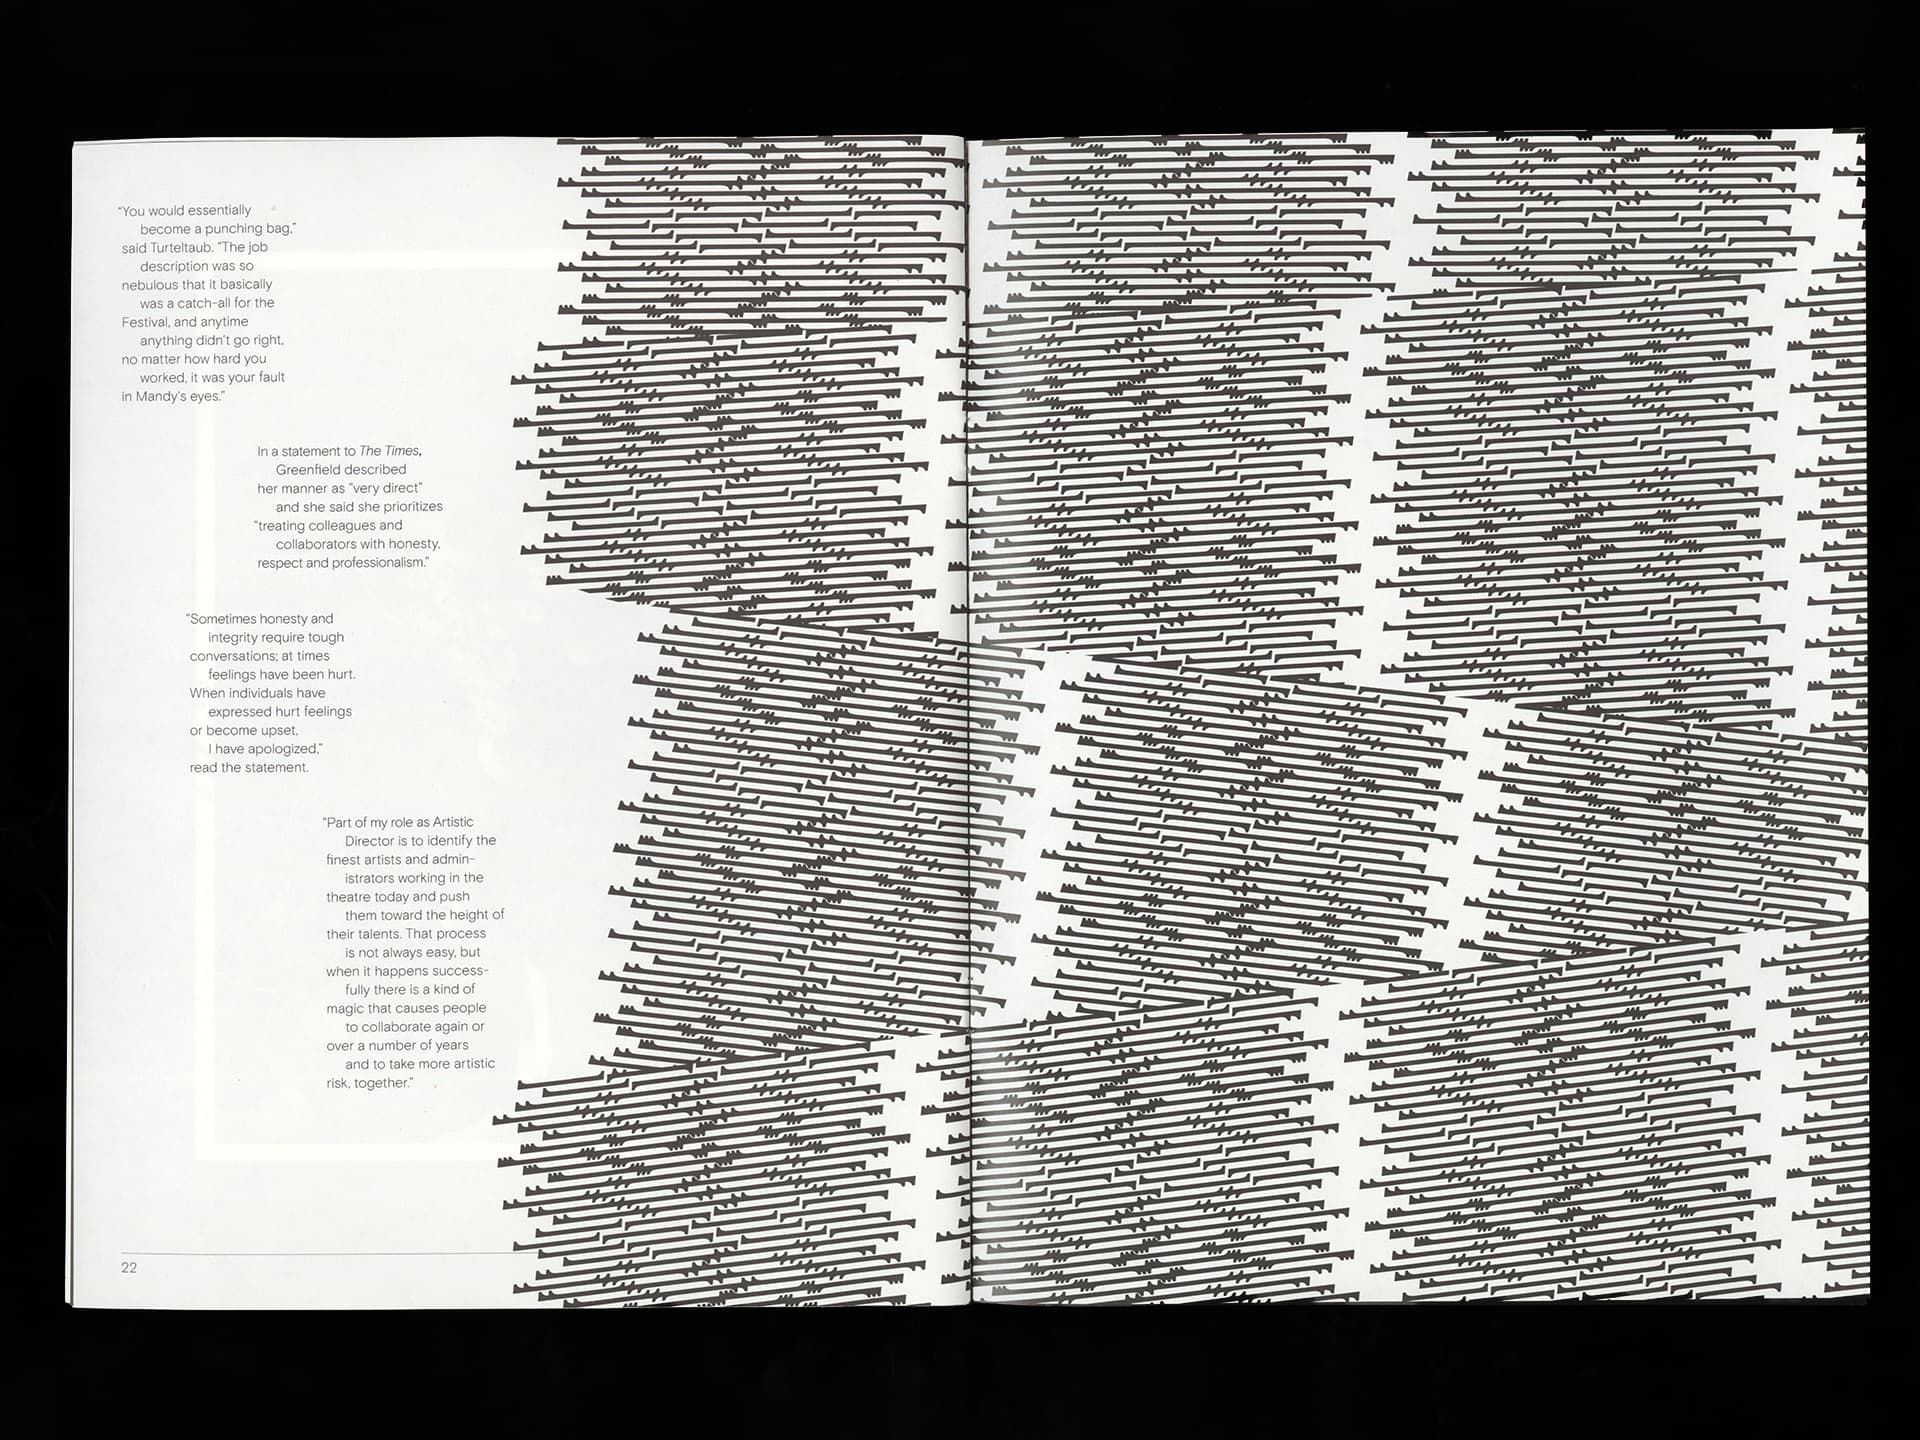 “You would essentially
become a punching bag,”
said Turteltaub. “The job
description was so
nebulous that it basically
was a catch-all for the
Festival, and anytime
anything didn’t go right,
no matter how hard you
worked, it was your fault
in Mandy’s eyes.”
In a statement to The Times,
Greenfield described
her manner as “very direct”
and she said she prioritizes
“treating colleagues and
collaborators with honesty,
respect and professionalism.”
“Sometimes honesty and
integrity require tough
conversations; at times
feelings have been hurt.
When individuals have
expressed hurt feelings
or become upset,
I have apologized,”
read the statement.
“Part of my role as Artistic
Director is to identify the
finest artists and admin-
istrators working in the
theatre today and push
them toward the height of
their talents. That process
is not always easy, but
when it happens success-
fully there is a kind of
magic that causes people
to collaborate again or
over a number of years
and to take more artistic
risk, together.”
22